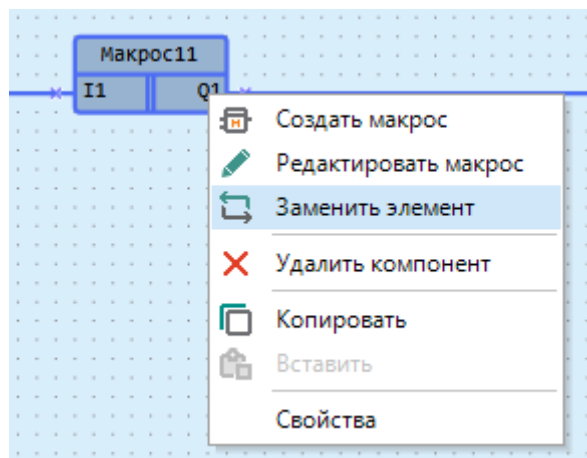 Макрос11
I1 Q1
Создать макрос
Редактировать макрос
Заменить элемент
Удалить компонент
Копировать
Вставить
Свойства